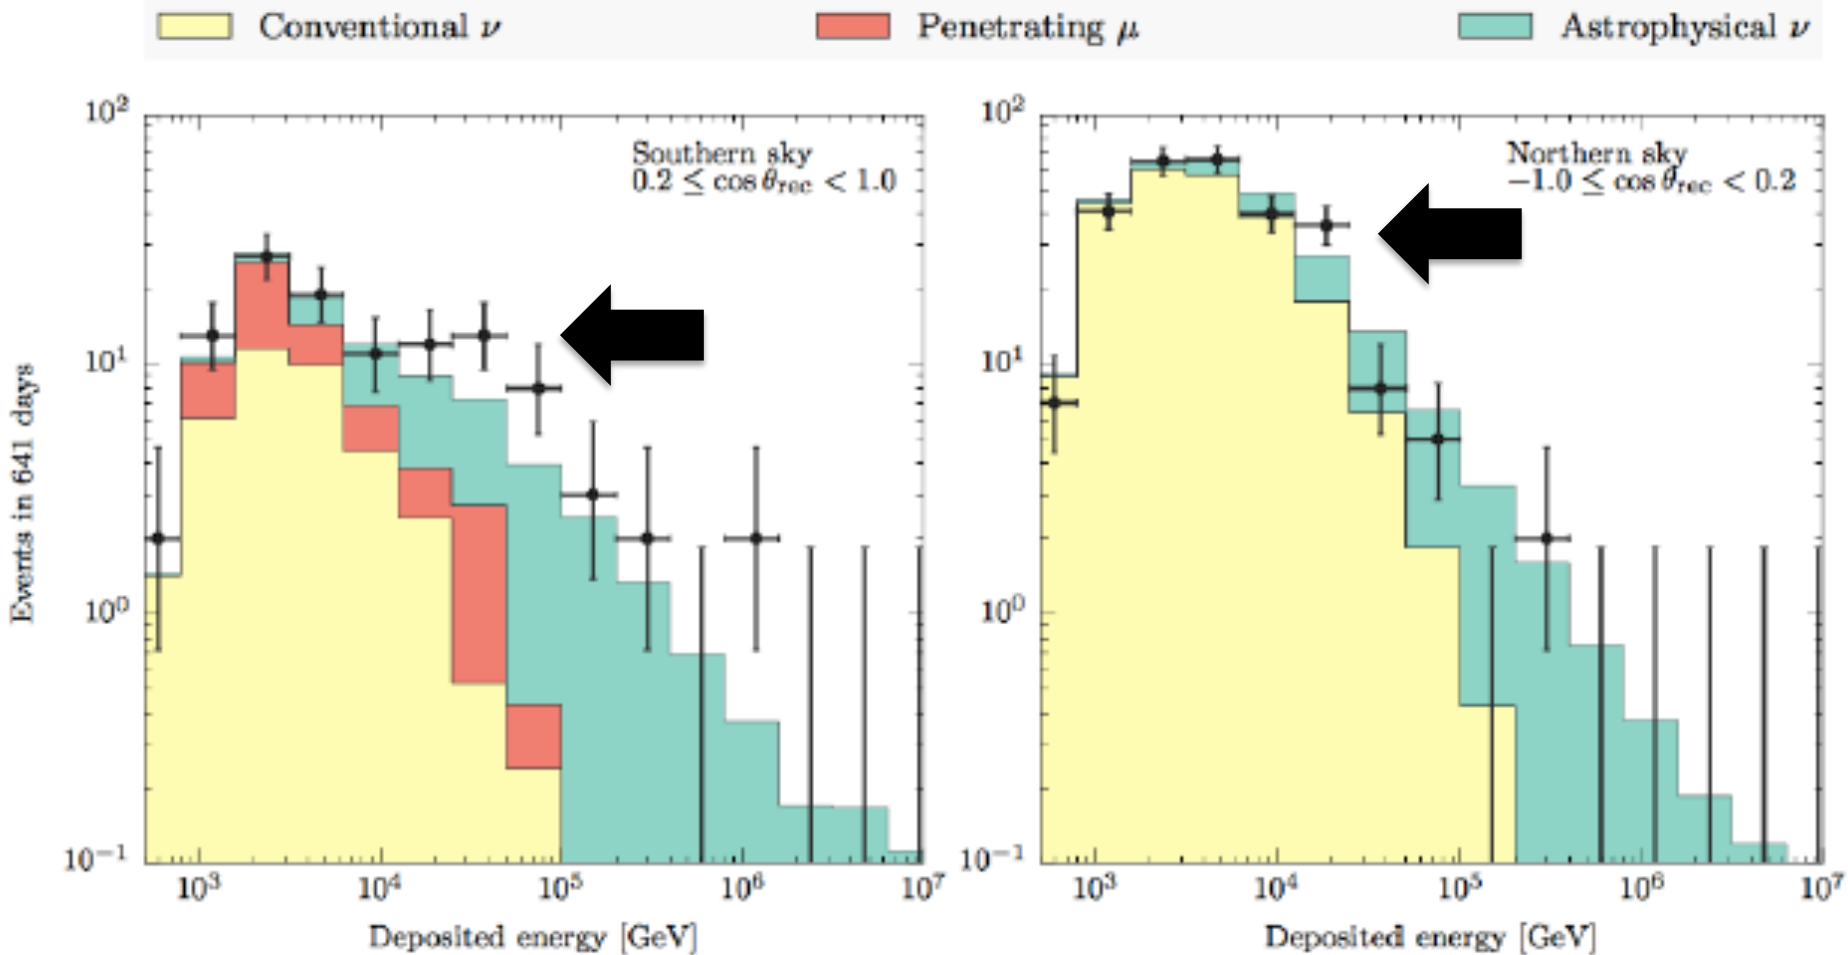 Conventional ν
Penetrating μ
Astrophysical ν
Events in 641 days
10²
10¹
10⁰
10⁻¹
Southern sky
0.2 ≤ cos θrec < 1.0
10³
10⁴
10⁵
10⁶
10⁷
Deposited energy [GeV]
10²
10¹
10⁰
10⁻¹
Northern sky
−1.0 ≤ cos θrec < 0.2
10³
10⁴
10⁵
10⁶
10⁷
Deposited energy [GeV]